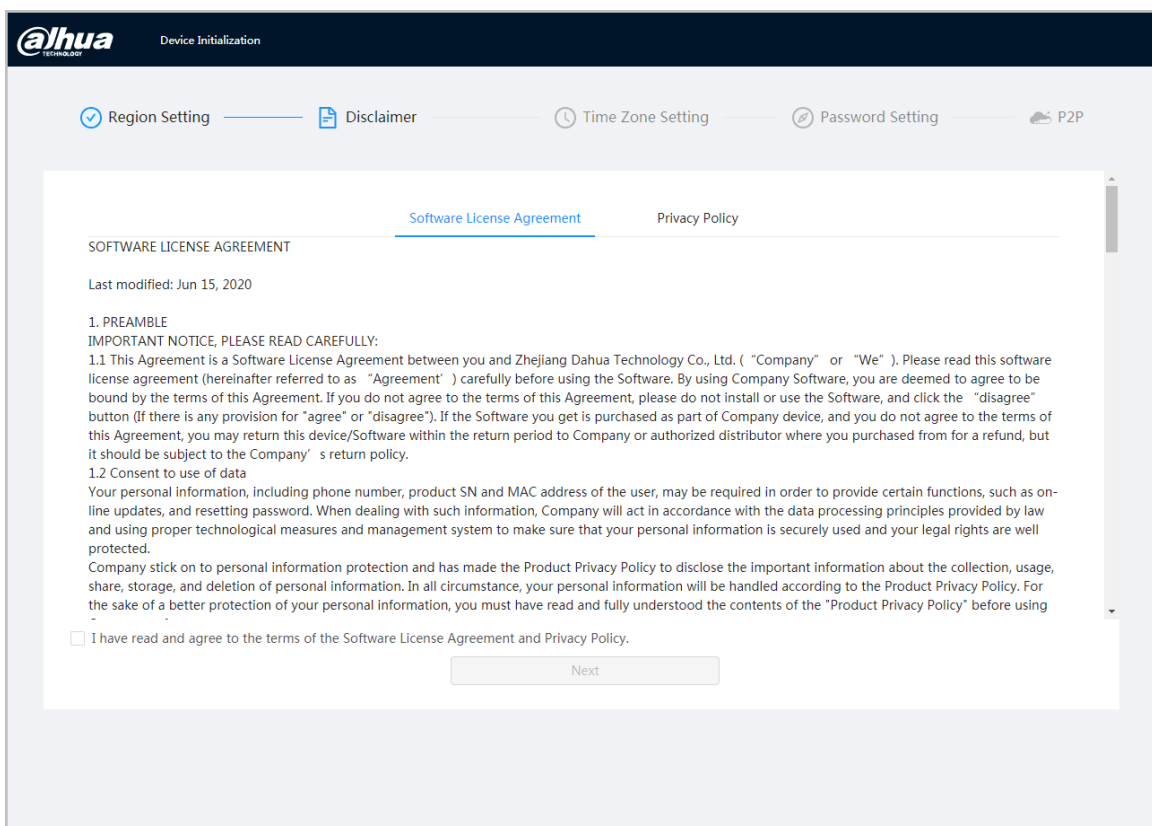 alhua
TECHNOLOGY
Device Initialization
Region Setting
Disclaimer
Time Zone Setting
Password Setting
P2P
Software License Agreement
Privacy Policy
SOFTWARE LICENSE AGREEMENT
Last modified: Jun 15, 2020
1. PREAMBLE
IMPORTANT NOTICE, PLEASE READ CAREFULLY:
1.1 This Agreement is a Software License Agreement between you and Zhejiang Dahua Technology Co., Ltd. ( “Company” or “We” ). Please read this software
license agreement (hereinafter referred to as “Agreement’ ) carefully before using the Software. By using Company Software, you are deemed to agree to be
bound by the terms of this Agreement. If you do not agree to the terms of this Agreement, please do not install or use the Software, and click the “disagree”
button (If there is any provision for "agree" or "disagree"). If the Software you get is purchased as part of Company device, and you do not agree to the terms of
this Agreement, you may return this device/Software within the return period to Company or authorized distributor where you purchased from for a refund, but
it should be subject to the Company’ s return policy.
1.2 Consent to use of data
Your personal information, including phone number, product SN and MAC address of the user, may be required in order to provide certain functions, such as on-
line updates, and resetting password. When dealing with such information, Company will act in accordance with the data processing principles provided by law
and using proper technological measures and management system to make sure that your personal information is securely used and your legal rights are well
protected.
Company stick on to personal information protection and has made the Product Privacy Policy to disclose the important information about the collection, usage,
share, storage, and deletion of personal information. In all circumstance, your personal information will be handled according to the Product Privacy Policy. For
the sake of a better protection of your personal information, you must have read and fully understood the contents of the "Product Privacy Policy" before using
I have read and agree to the terms of the Software License Agreement and Privacy Policy.
Next